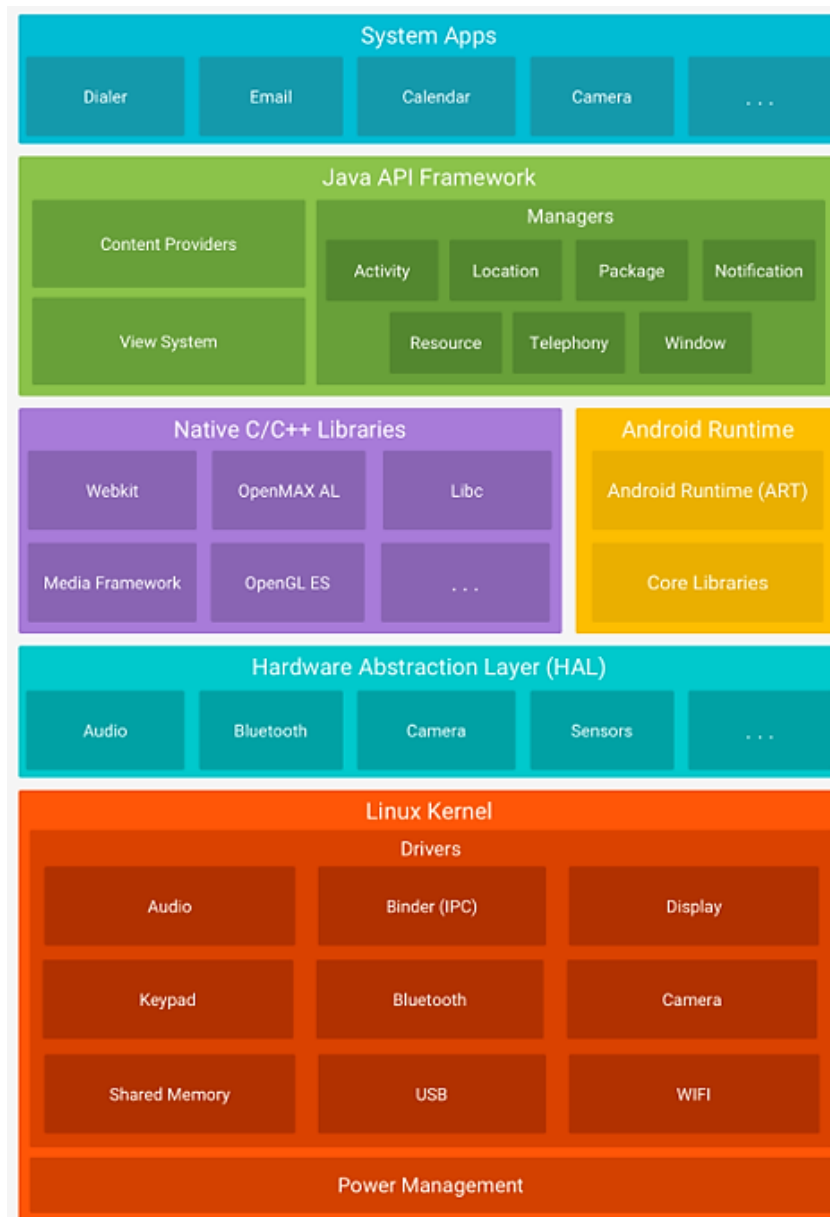 System Apps
Dialer Email Calendar Camera . . .
Java API Framework
Content Providers
View System
Managers
Activity Location Package Notification
Resource Telephony Window
Native C/C++ Libraries
Webkit OpenMAX AL Libc
Media Framework OpenGL ES . . .
Android Runtime
Android Runtime (ART)
Core Libraries
Hardware Abstraction Layer (HAL)
Audio Bluetooth Camera Sensors . . .
Linux Kernel
Drivers
Audio Binder (IPC) Display
Keypad Bluetooth Camera
Shared Memory USB WIFI
Power Management